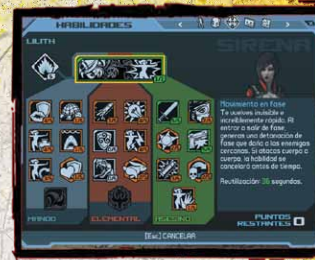 HABILIDADES
LILITH
SIRENA
Movimiento en fase
Te vuelves invisible e
increíblemente rápido. Al
entrar o salir de fase,
generas una detonación de
fase que daña a los enemigos
cercanos. Si atacas cuerpo a
cuerpo, la habilidad se
cancelará antes de tiempo.
Reutilización: 36 segundos.
MANDO
ELEMENTAL
ASESINO
PUNTOS
RESTANTES 0
[Esc] CANCELAR